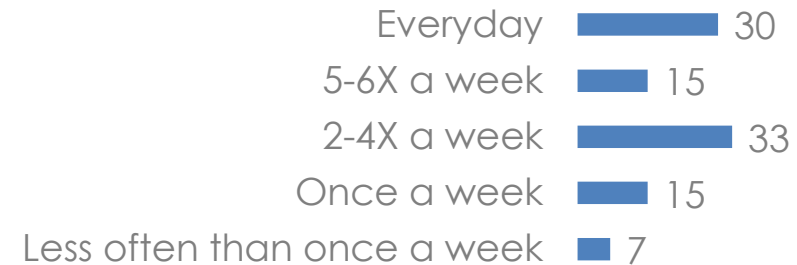 Everyday 30
5-6X a week 15
2-4X a week 33
Once a week 15
Less often than once a week 7